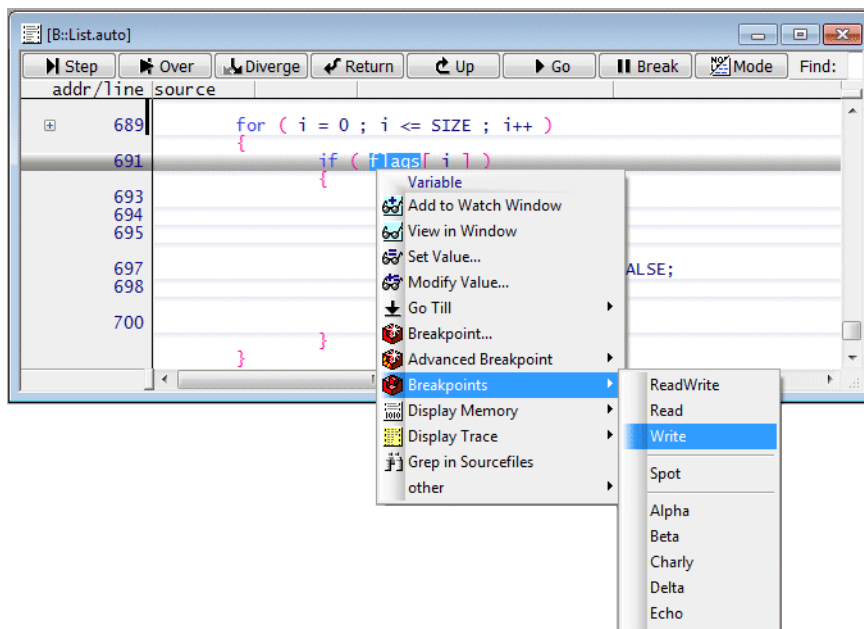 [B::List.auto]
Step Over Diverge Return Up Go Break Mode Find:
addr/line source
689 for ( i = 0 ; i <= SIZE ; i++ )
{
691 if ( flags[ i ] )
{
Variable
693
Add to Watch Window
694
695
View in Window
Set Value...
697 ALSE;
Modify Value...
698
Go Till
700
Breakpoint...
}
Advanced Breakpoint
}
Breakpoints
ReadWrite
Display Memory
Read
Display Trace
Write
Grep in Sourcefiles
Spot
other
Alpha
Beta
Charly
Delta
Echo